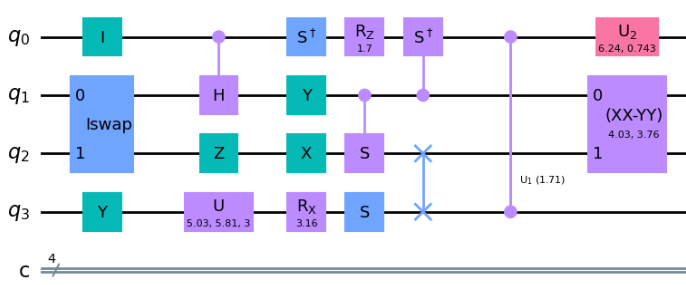 q0 I S† RZ 1.7 S† U2 6.24, 0.743
q1 0 Iswap H Y 0 (XX-YY) 4.03, 3.76
q2 1 Z X S 1
U1 (1.71)
q3 Y U 5.03, 5.81, 3 RX 3.16 S
c 4